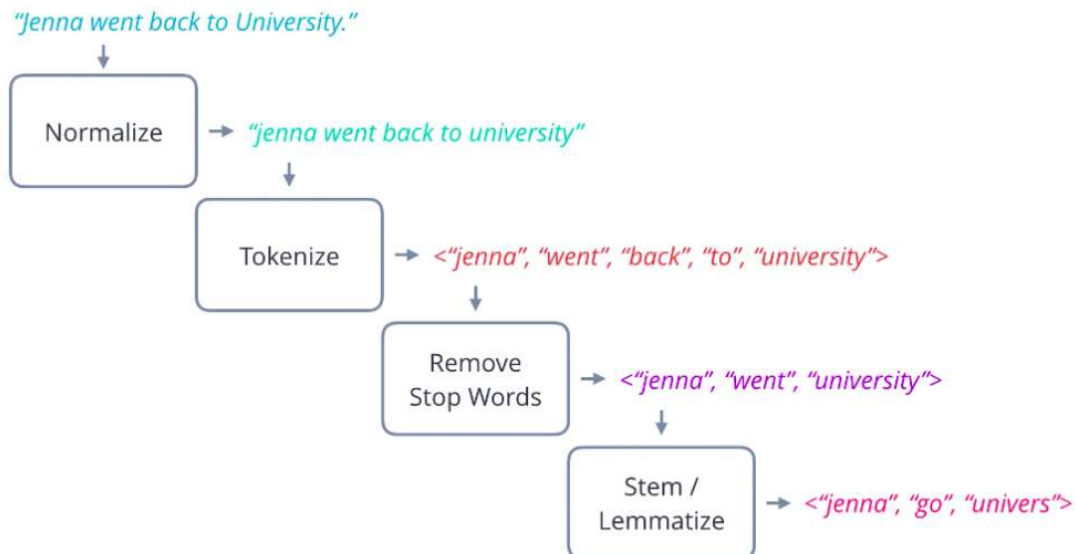 “Jenna went back to University.”
Normalize
“jenna went back to university”
Tokenize
<“jenna”, “went”, “back”, “to”, “university”>
Remove
Stop Words
<“jenna”, “went”, “university”>
Stem /
Lemmatize
<“jenna”, “go”, “univers”>